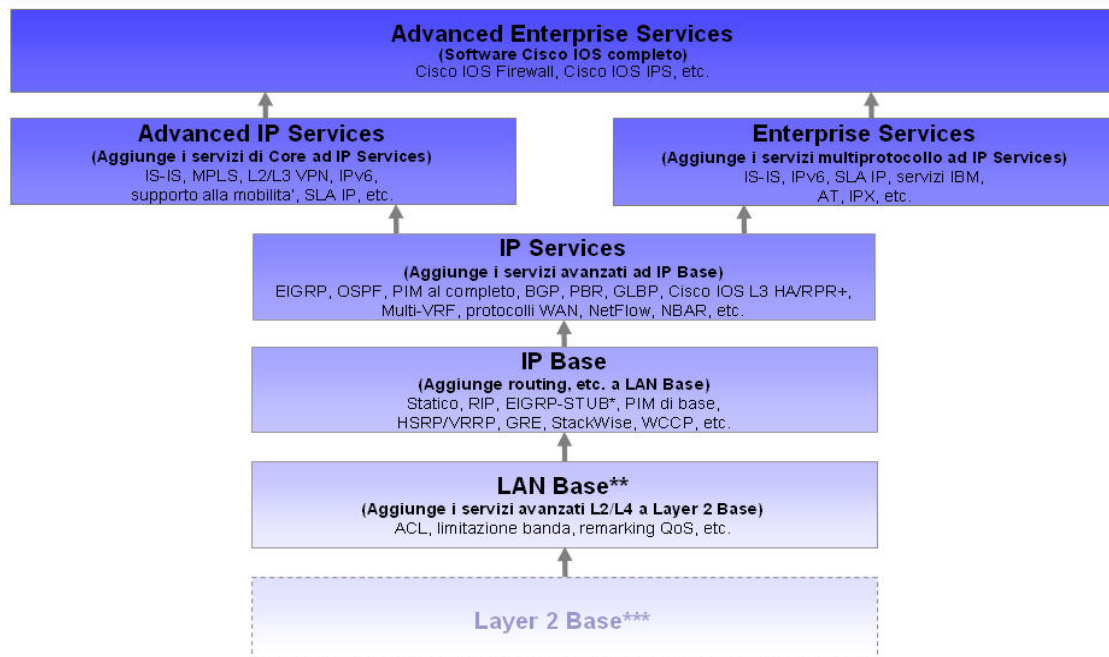 Advanced Enterprise Services
(Software Cisco IOS completo)
Cisco IOS Firewall, Cisco IOS IPS, etc.
Advanced IP Services
(Aggiunge i servizi di Core ad IP Services)
IS-IS, MPLS, L2/L3 VPN, IPv6,
supporto alla mobilita', SLA IP, etc.
Enterprise Services
(Aggiunge i servizi multiprotocollo ad IP Services)
IS-IS, IPv6, SLA IP, servizi IBM,
AT, IPX, etc.
IP Services
(Aggiunge i servizi avanzati ad IP Base)
EIGRP, OSPF, PIM al completo, BGP, PBR, GLBP, Cisco IOS L3 HA/RPR+,
Multi-VRF, protocolli WAN, NetFlow, NBAR, etc.
IP Base
(Aggiunge routing, etc. a LAN Base)
Statico, RIP, EIGRP-STUB*, PIM di base,
HSRP/VRRP, GRE, StackWise, WCCP, etc.
LAN Base**
(Aggiunge i servizi avanzati L2/L4 a Layer 2 Base)
ACL, limitazione banda, remarking QoS, etc.
Layer 2 Base***